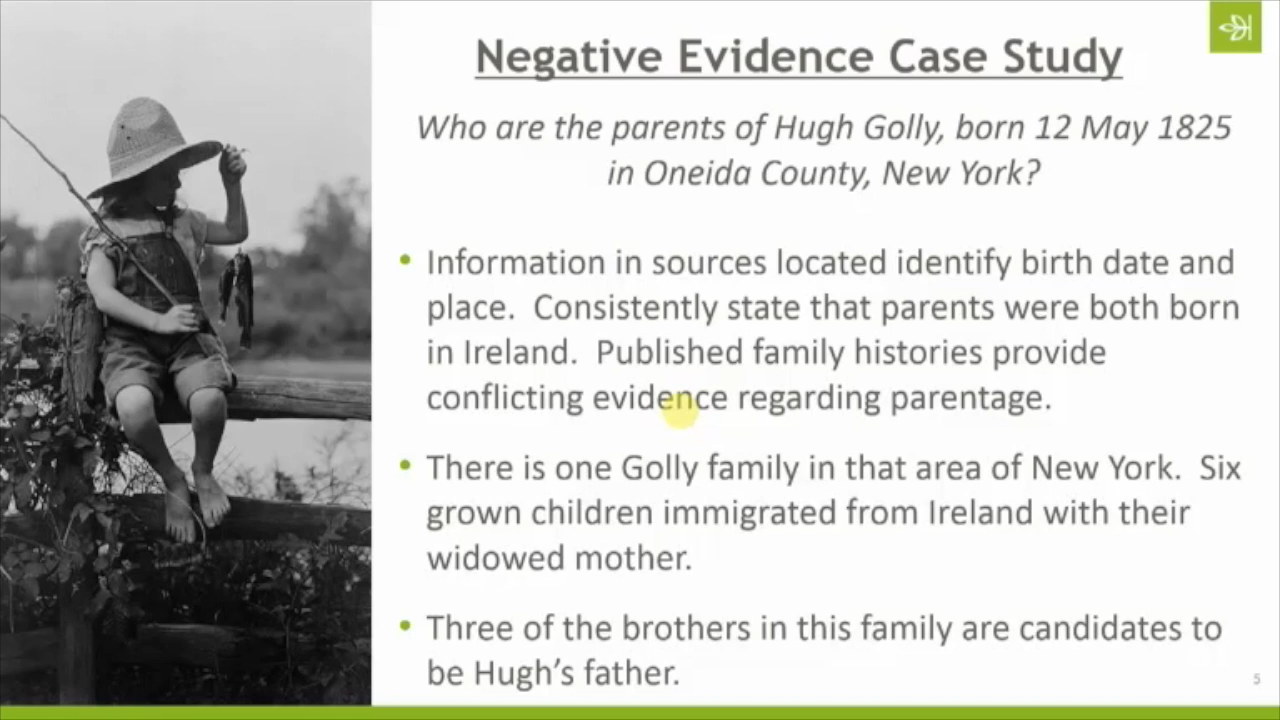 Negative Evidence Case Study
Who are the parents of Hugh Golly, born 12 May 1825
in Oneida County, New York?
• Information in sources located identify birth date and
place.  Consistently state that parents were both born
in Ireland.  Published family histories provide
conflicting evidence regarding parentage.
• There is one Golly family in that area of New York.  Six
grown children immigrated from Ireland with their
widowed mother.
• Three of the brothers in this family are candidates to
be Hugh’s father.
5